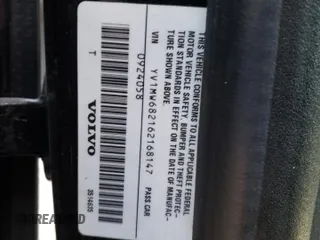 THIS VEHICLE CONFORMS TO ALL APPLICABLE FEDERAL
MOTOR VEHICLE SAFETY, BUMPER AND THEFT PROTEC-
TION STANDARDS IN EFFECT ON THE DATE OF MANUFAC-
TURE SHOWN ABOVE.
VIN
PASS CAR
YV1MW682162168147
0924058
VOLVO
T